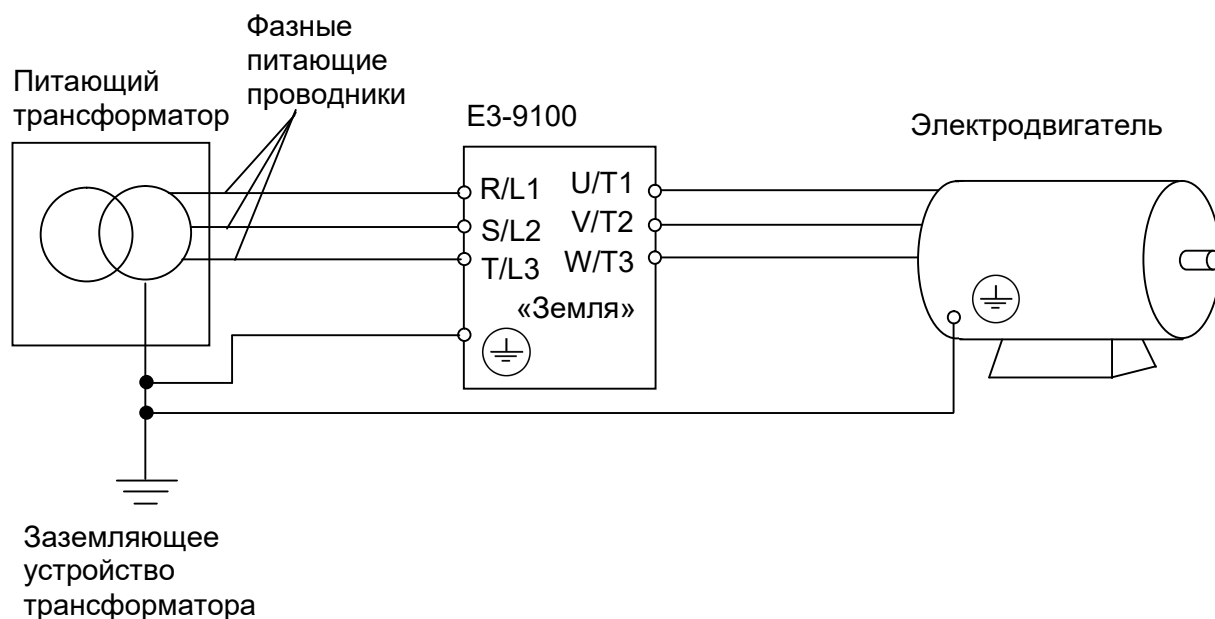 Фазные
питающие
проводники
Питающий
трансформатор
E3-9100
Электродвигатель
R/L1
U/T1
S/L2
V/T2
T/L3
W/T3
«Земля»
Заземляющее
устройство
трансформатора